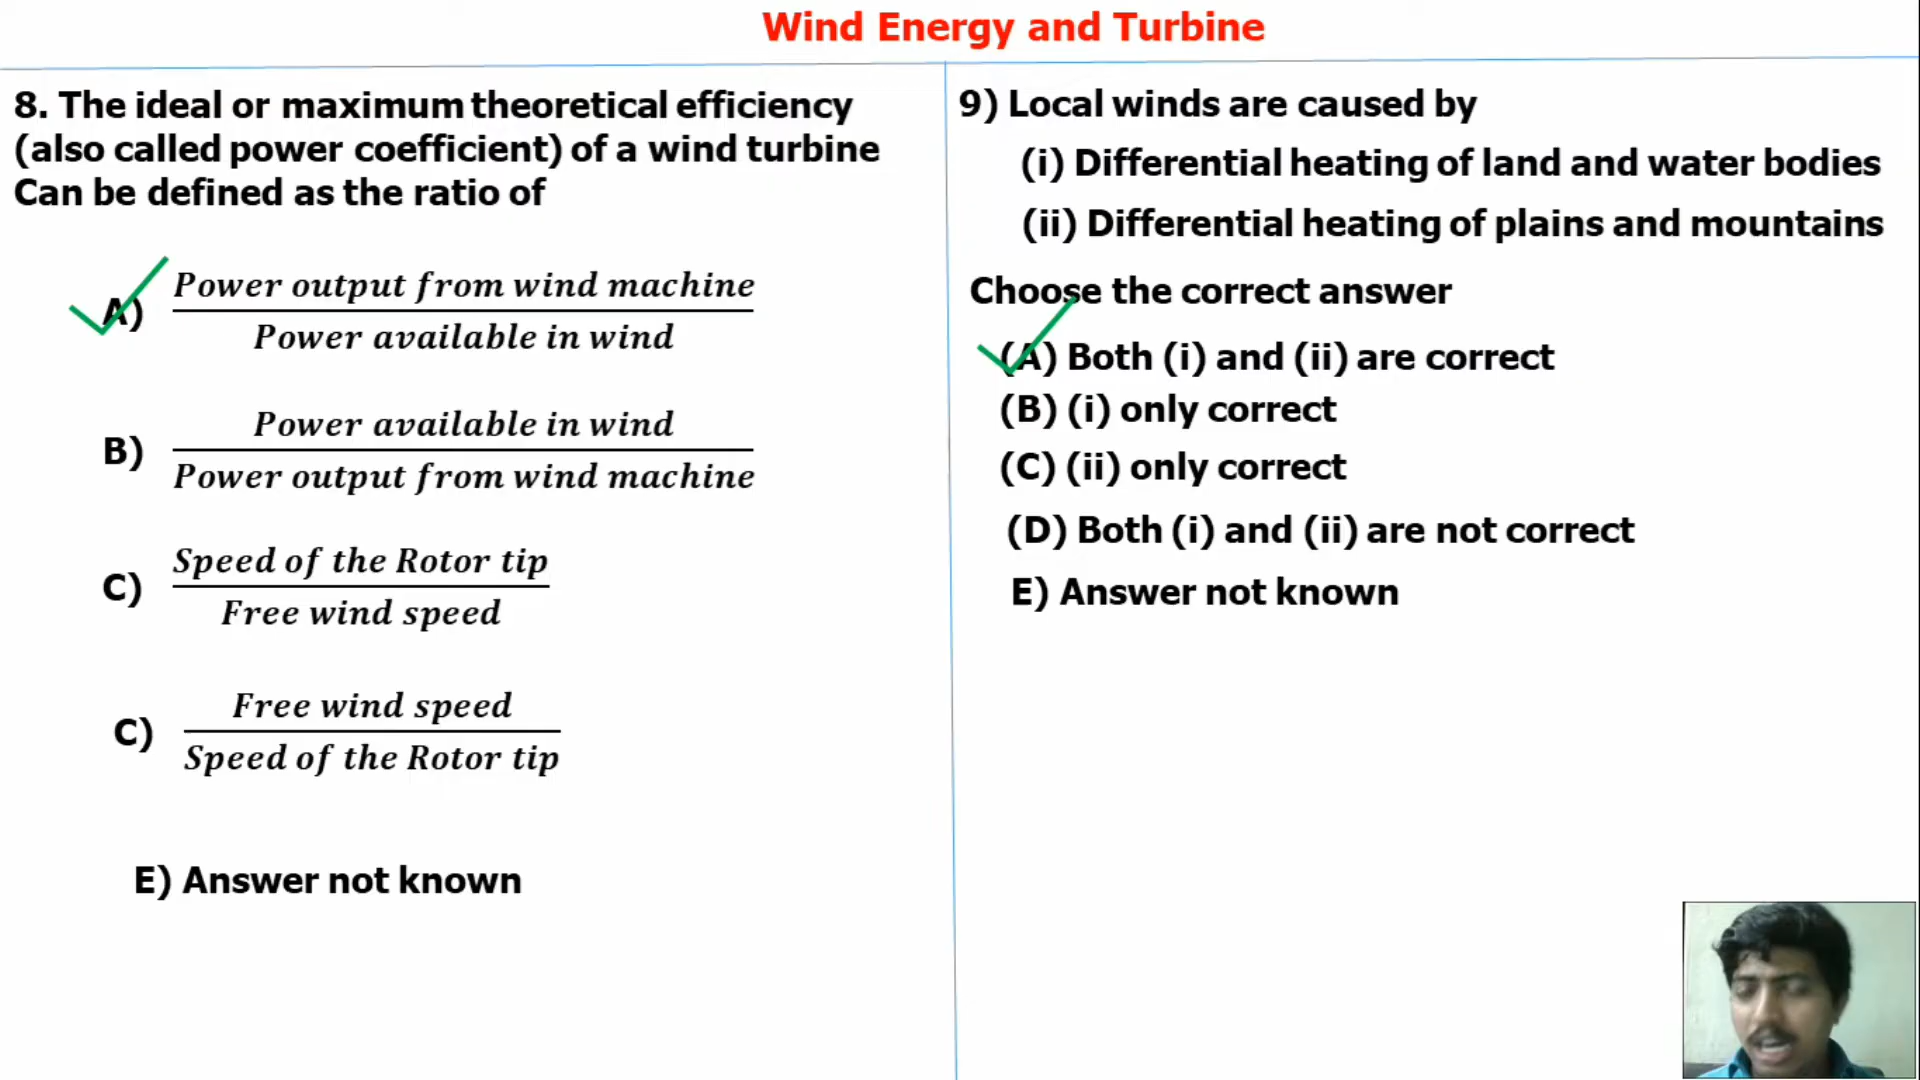 Wind Energy and Turbine
8. The ideal or maximum theoretical efficiency
(also called power coefficient) of a wind turbine
Can be defined as the ratio of
A) Power output from wind machine
Power available in wind
B) Power available in wind
Power output from wind machine
C) Speed of the Rotor tip
Free wind speed
C) Free wind speed
Speed of the Rotor tip
E) Answer not known
9) Local winds are caused by
(i) Differential heating of land and water bodies
(ii) Differential heating of plains and mountains
Choose the correct answer
(A) Both (i) and (ii) are correct
(B) (i) only correct
(C) (ii) only correct
(D) Both (i) and (ii) are not correct
E) Answer not known